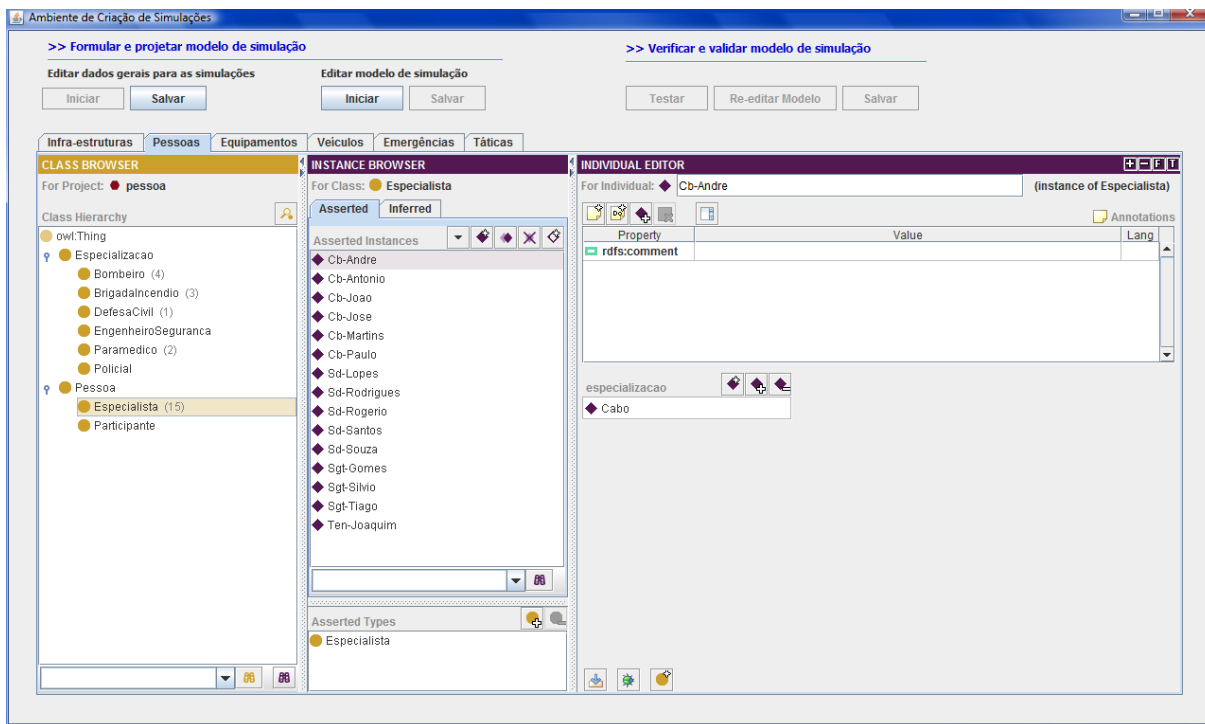 Ambiente de Criação de Simulações
>> Formular e projetar modelo de simulação
>> Verificar e validar modelo de simulação
Editar dados gerais para as simulações
Editar modelo de simulação
Iniciar Salvar Iniciar Salvar Testar Re-editar Modelo Salvar
Infra-estruturas Pessoas Equipamentos Veículos Emergências Táticas
CLASS BROWSER
For Project: pessoa
Class Hierarchy
owl:Thing
Especializacao
Bombeiro (4)
BrigadaIncendio (3)
DefesaCivil (1)
EngenheiroSeguranca
Paramedico (2)
Policial
Pessoa
Especialista (15)
Participante
INSTANCE BROWSER
For Class: Especialista
Asserted Inferred
Asserted Instances
Cb-Andre
Cb-Antonio
Cb-Joao
Cb-Jose
Cb-Martins
Cb-Paulo
Sd-Lopes
Sd-Rodrigues
Sd-Rogerio
Sd-Santos
Sd-Souza
Sgt-Gomes
Sgt-Silvio
Sgt-Tiago
Ten-Joaquim
Asserted Types
Especialista
INDIVIDUAL EDITOR
F T
For Individual: Cb-Andre (instance of Especialista)
Annotations
Property Value Lang
rdfs:comment
especializacao
Cabo